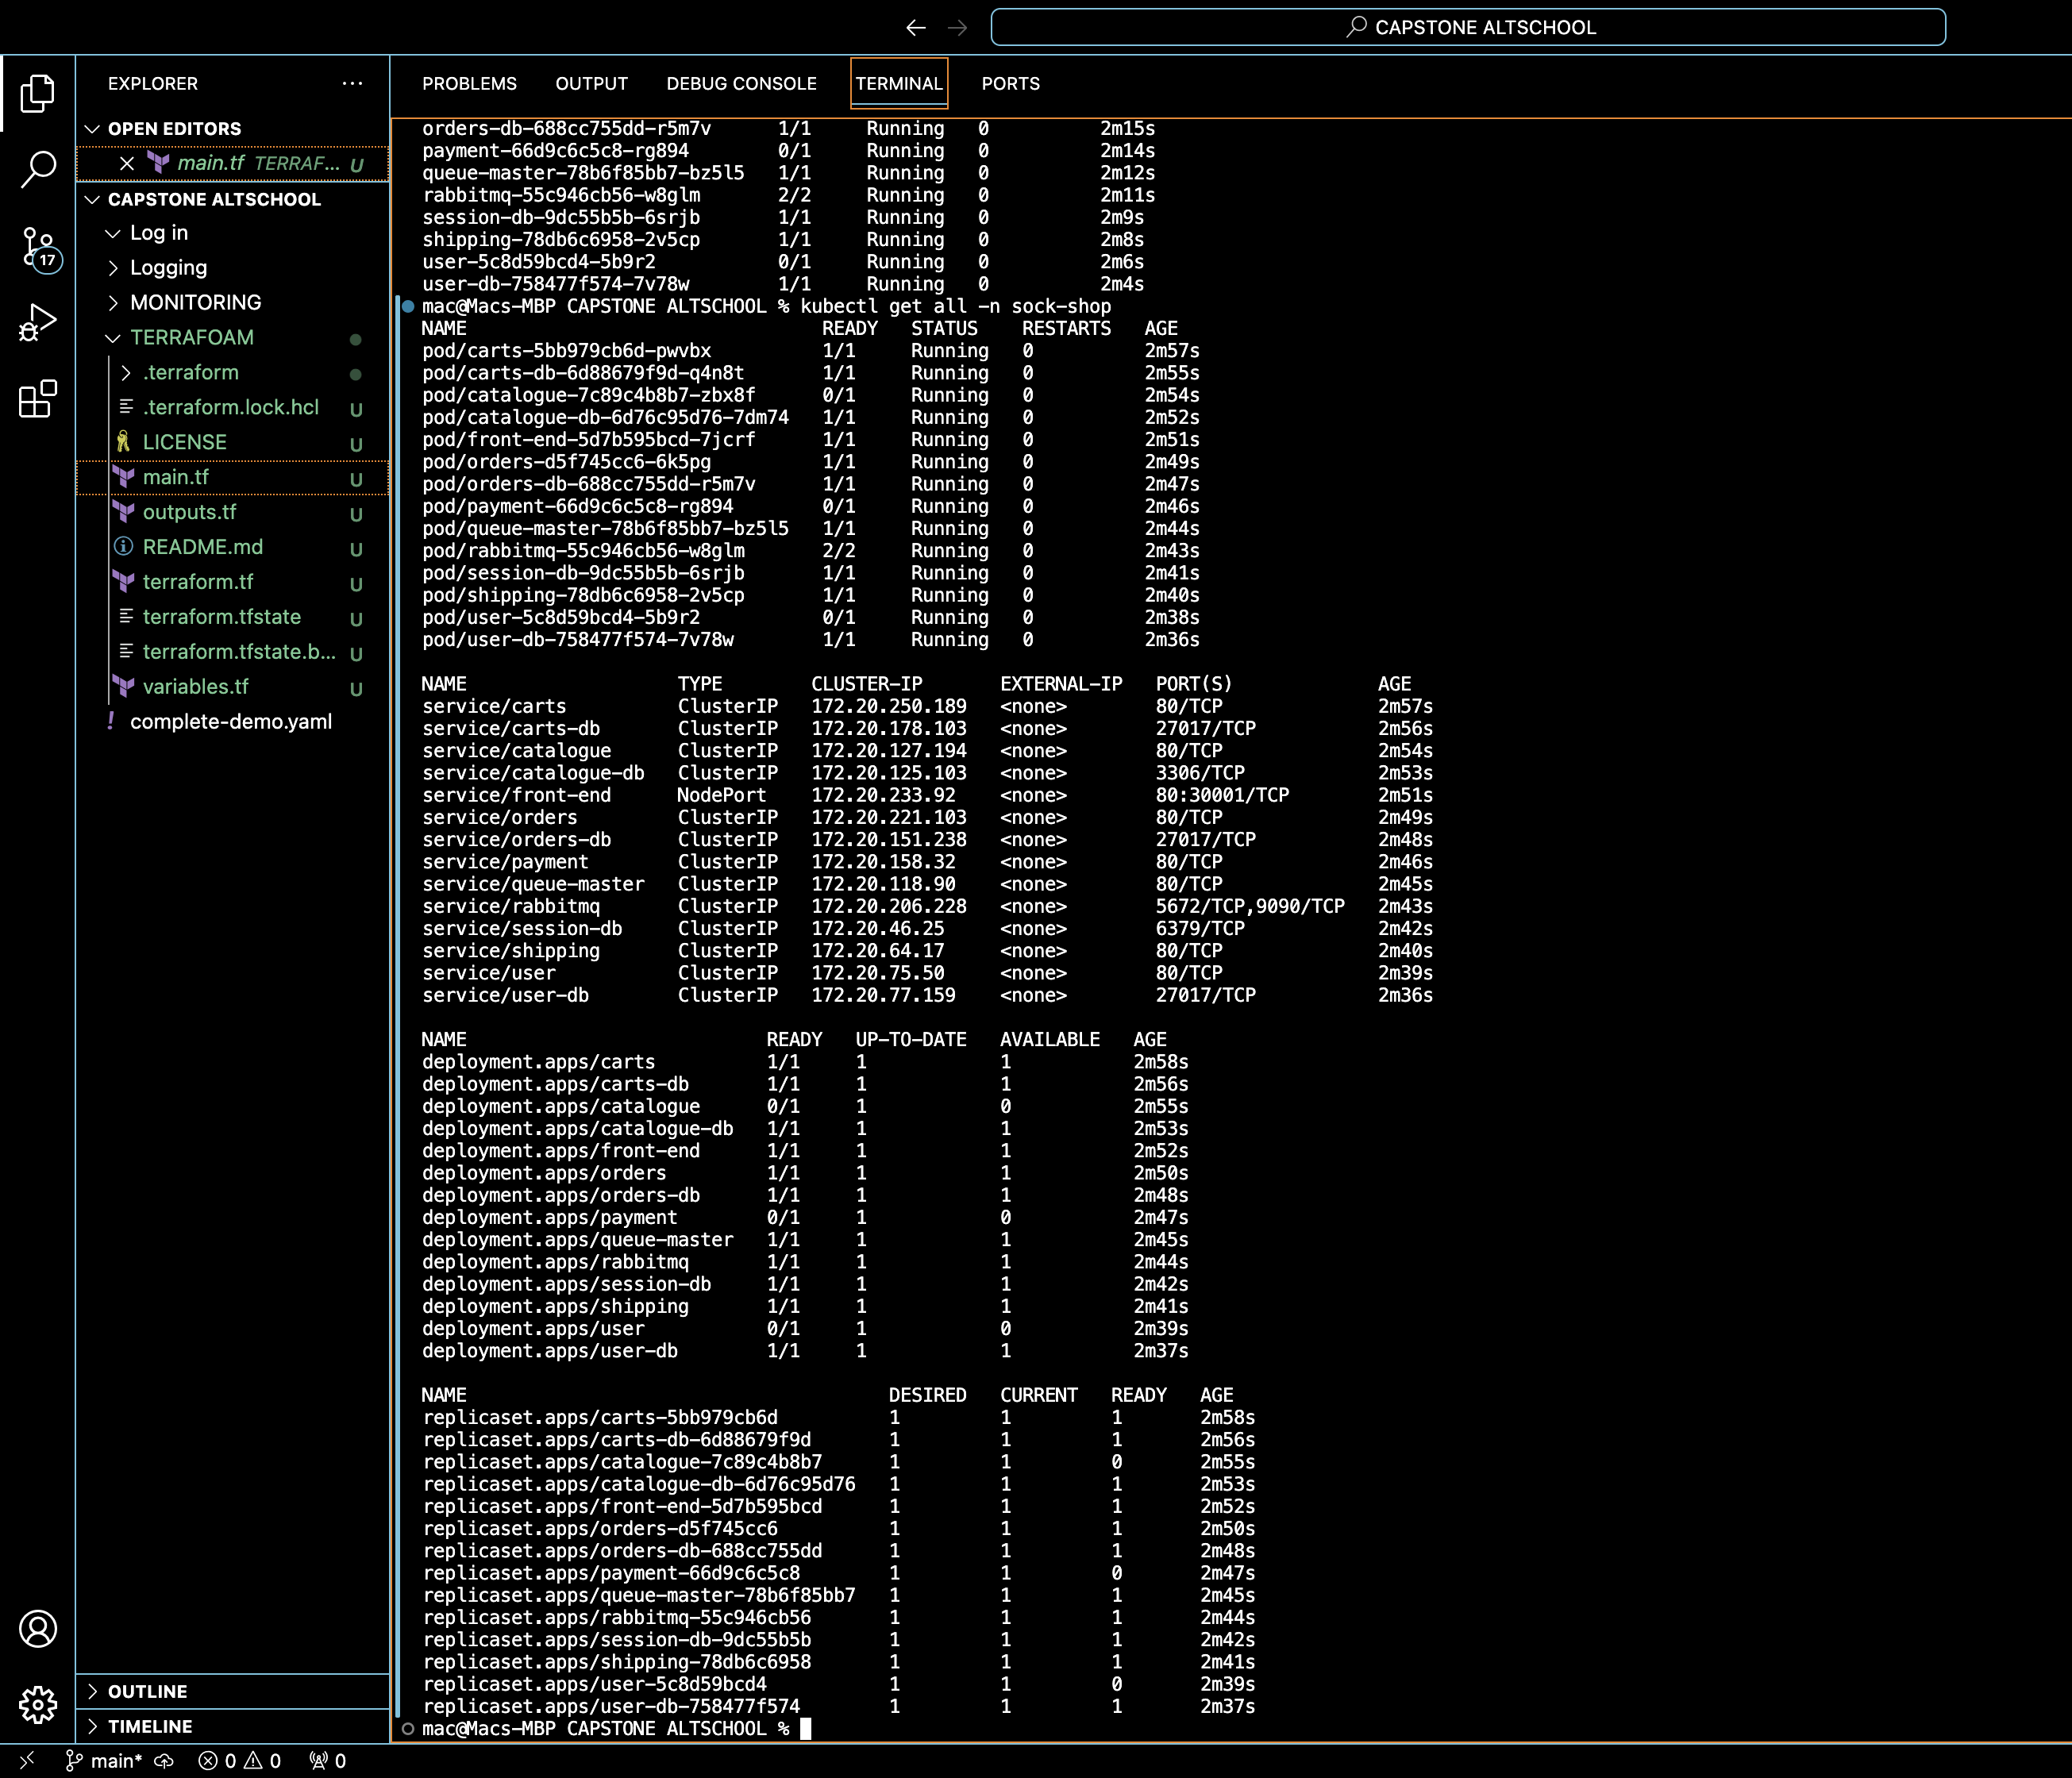 CAPSTONE ALTSCHOOL
EXPLORER
OPEN EDITORS
main.tf TERRAF... U
CAPSTONE ALTSCHOOL
Log in
Logging
MONITORING
TERRAFOAM
.terraform
.terraform.lock.hcl U
LICENSE U
main.tf U
outputs.tf U
README.md U
terraform.tf U
terraform.tfstate U
terraform.tfstate.b... U
variables.tf U
complete-demo.yaml
17
OUTLINE
TIMELINE
PROBLEMS OUTPUT DEBUG CONSOLE TERMINAL PORTS
orders-db-688cc755dd-r5m7v 1/1 Running 0 2m15s
payment-66d9c6c5c8-rg894 0/1 Running 0 2m14s
queue-master-78b6f85bb7-bz5l5 1/1 Running 0 2m12s
rabbitmq-55c946cb56-w8glm 2/2 Running 0 2m11s
session-db-9dc55b5b-6srjb 1/1 Running 0 2m9s
shipping-78db6c6958-2v5cp 1/1 Running 0 2m8s
user-5c8d59bcd4-5b9r2 0/1 Running 0 2m6s
user-db-758477f574-7v78w 1/1 Running 0 2m4s
mac@Macs-MBP CAPSTONE ALTSCHOOL % kubectl get all -n sock-shop
NAME READY STATUS RESTARTS AGE
pod/carts-5bb979cb6d-pwvbx 1/1 Running 0 2m57s
pod/carts-db-6d88679f9d-q4n8t 1/1 Running 0 2m55s
pod/catalogue-7c89c4b8b7-zbx8f 0/1 Running 0 2m54s
pod/catalogue-db-6d76c95d76-7dm74 1/1 Running 0 2m52s
pod/front-end-5d7b595bcd-7jcrf 1/1 Running 0 2m51s
pod/orders-d5f745cc6-6k5pg 1/1 Running 0 2m49s
pod/orders-db-688cc755dd-r5m7v 1/1 Running 0 2m47s
pod/payment-66d9c6c5c8-rg894 0/1 Running 0 2m46s
pod/queue-master-78b6f85bb7-bz5l5 1/1 Running 0 2m44s
pod/rabbitmq-55c946cb56-w8glm 2/2 Running 0 2m43s
pod/session-db-9dc55b5b-6srjb 1/1 Running 0 2m41s
pod/shipping-78db6c6958-2v5cp 1/1 Running 0 2m40s
pod/user-5c8d59bcd4-5b9r2 0/1 Running 0 2m38s
pod/user-db-758477f574-7v78w 1/1 Running 0 2m36s
NAME TYPE CLUSTER-IP EXTERNAL-IP PORT(S) AGE
service/carts ClusterIP 172.20.250.189 <none> 80/TCP 2m57s
service/carts-db ClusterIP 172.20.178.103 <none> 27017/TCP 2m56s
service/catalogue ClusterIP 172.20.127.194 <none> 80/TCP 2m54s
service/catalogue-db ClusterIP 172.20.125.103 <none> 3306/TCP 2m53s
service/front-end NodePort 172.20.233.92 <none> 80:30001/TCP 2m51s
service/orders ClusterIP 172.20.221.103 <none> 80/TCP 2m49s
service/orders-db ClusterIP 172.20.151.238 <none> 27017/TCP 2m48s
service/payment ClusterIP 172.20.158.32 <none> 80/TCP 2m46s
service/queue-master ClusterIP 172.20.118.90 <none> 80/TCP 2m45s
service/rabbitmq ClusterIP 172.20.206.228 <none> 5672/TCP,9090/TCP 2m43s
service/session-db ClusterIP 172.20.46.25 <none> 6379/TCP 2m42s
service/shipping ClusterIP 172.20.64.17 <none> 80/TCP 2m40s
service/user ClusterIP 172.20.75.50 <none> 80/TCP 2m39s
service/user-db ClusterIP 172.20.77.159 <none> 27017/TCP 2m36s
NAME READY UP-TO-DATE AVAILABLE AGE
deployment.apps/carts 1/1 1 1 2m58s
deployment.apps/carts-db 1/1 1 1 2m56s
deployment.apps/catalogue 0/1 1 0 2m55s
deployment.apps/catalogue-db 1/1 1 1 2m53s
deployment.apps/front-end 1/1 1 1 2m52s
deployment.apps/orders 1/1 1 1 2m50s
deployment.apps/orders-db 1/1 1 1 2m48s
deployment.apps/payment 0/1 1 0 2m47s
deployment.apps/queue-master 1/1 1 1 2m45s
deployment.apps/rabbitmq 1/1 1 1 2m44s
deployment.apps/session-db 1/1 1 1 2m42s
deployment.apps/shipping 1/1 1 1 2m41s
deployment.apps/user 0/1 1 0 2m39s
deployment.apps/user-db 1/1 1 1 2m37s
NAME DESIRED CURRENT READY AGE
replicaset.apps/carts-5bb979cb6d 1 1 1 2m58s
replicaset.apps/carts-db-6d88679f9d 1 1 1 2m56s
replicaset.apps/catalogue-7c89c4b8b7 1 1 0 2m55s
replicaset.apps/catalogue-db-6d76c95d76 1 1 1 2m53s
replicaset.apps/front-end-5d7b595bcd 1 1 1 2m52s
replicaset.apps/orders-d5f745cc6 1 1 1 2m50s
replicaset.apps/orders-db-688cc755dd 1 1 1 2m48s
replicaset.apps/payment-66d9c6c5c8 1 1 0 2m47s
replicaset.apps/queue-master-78b6f85bb7 1 1 1 2m45s
replicaset.apps/rabbitmq-55c946cb56 1 1 1 2m44s
replicaset.apps/session-db-9dc55b5b 1 1 1 2m42s
replicaset.apps/shipping-78db6c6958 1 1 1 2m41s
replicaset.apps/user-5c8d59bcd4 1 1 0 2m39s
replicaset.apps/user-db-758477f574 1 1 1 2m37s
mac@Macs-MBP CAPSTONE ALTSCHOOL %
main* 0 0 0